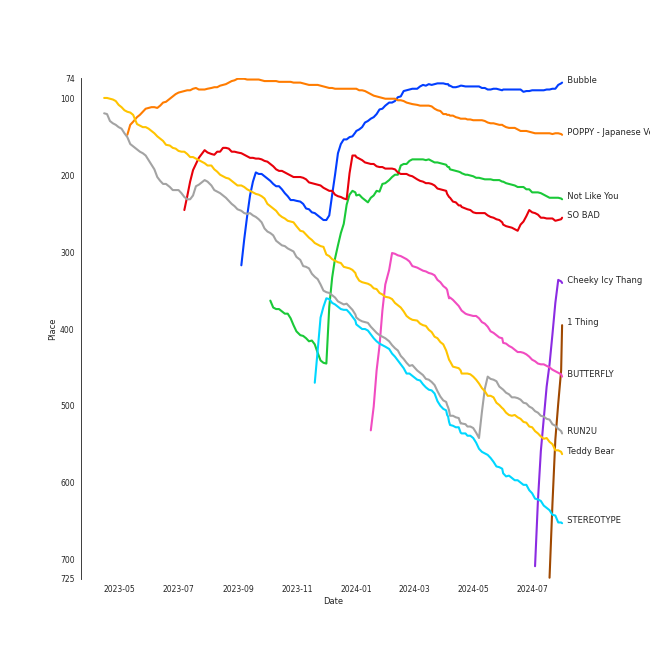 74
100
200
300
400
500
600
700
725
Place
2023-05
2023-07
2023-09
2023-11
2024-01
2024-03
2024-05
2024-07
Date
Bubble
POPPY - Japanese Ve
Not Like You
SO BAD
Cheeky Icy Thang
1 Thing
BUTTERFLY
RUN2U
Teddy Bear
STEREOTYPE